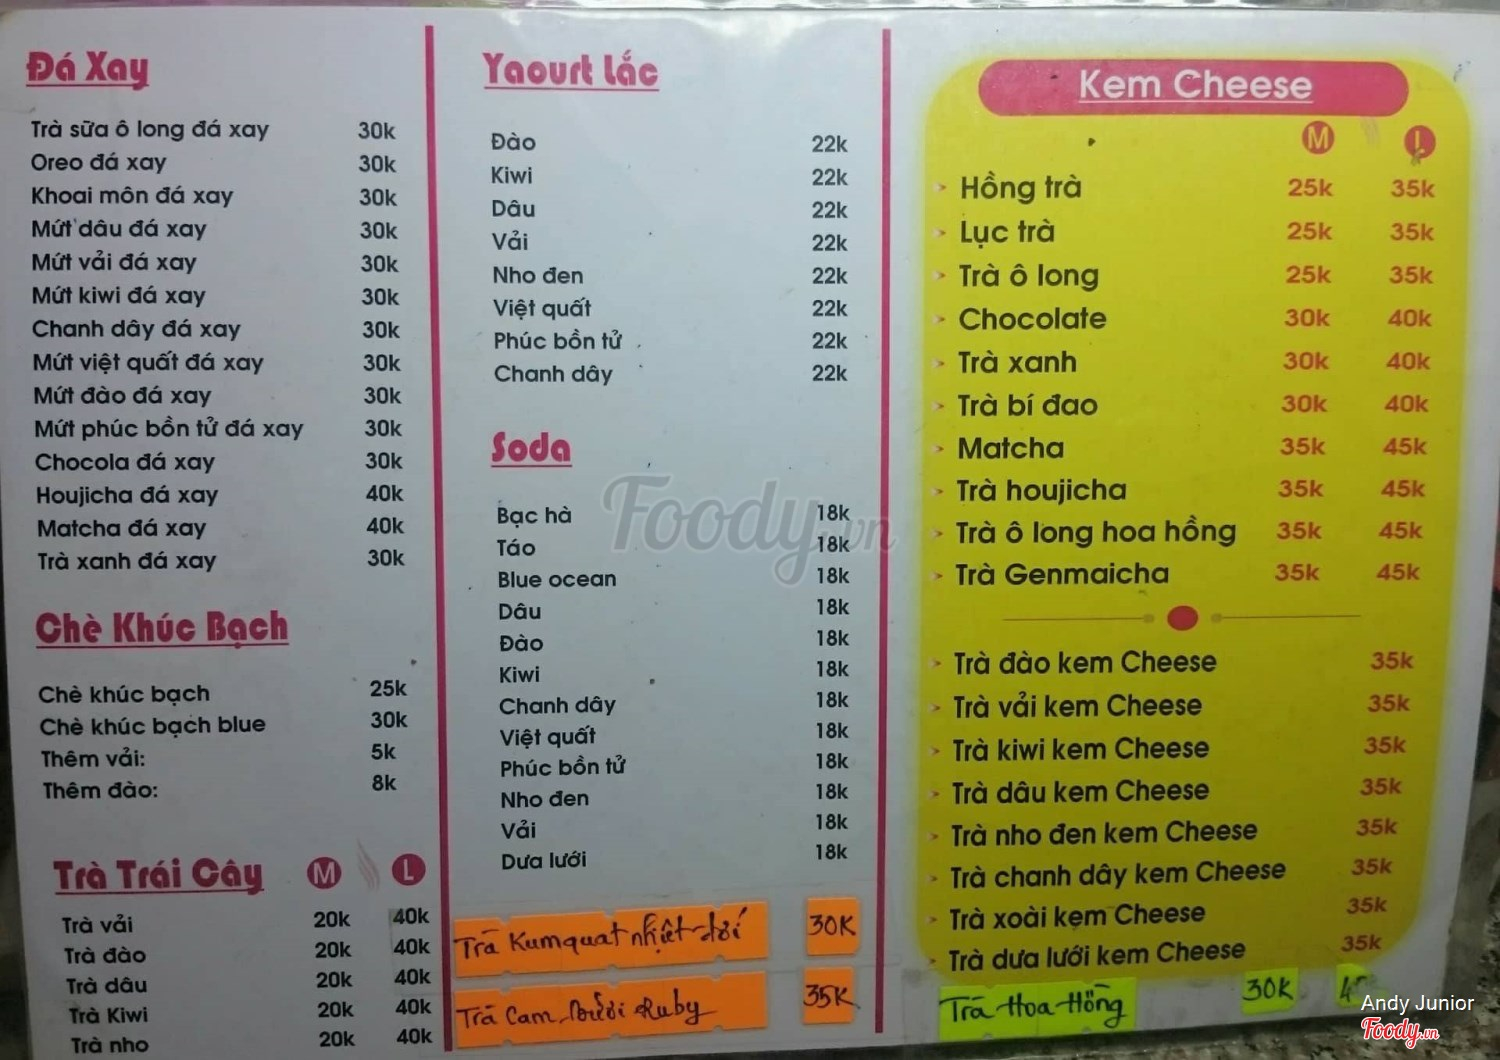 Đá Xay
Trà sữa ô long đá xay 30k
Oreo đá xay 30k
Khoai môn đá xay 30k
Mứt dâu đá xay 30k
Mứt vải đá xay 30k
Mứt kiwi đá xay 30k
Chanh dây đá xay 30k
Mứt việt quất đá xay 30k
Mứt đào đá xay 30k
Mứt phúc bồn tử đá xay 30k
Chocola đá xay 30k
Houjicha đá xay 40k
Matcha đá xay 40k
Trà xanh đá xay 30k
Chè Khúc Bạch
Chè khúc bạch 25k
Chè khúc bạch blue 30k
Thêm vải: 5k
Thêm đào: 8k
Trà Trái Cây M L
Trà vải 20k 40k
Trà đào 20k 40k
Trà dâu 20k 40k
Trà Kiwi 20k 40k
Trà nho 20k 40k
Yaourt Lắc
Đào 22k
Kiwi 22k
Dâu 22k
Vải 22k
Nho đen 22k
Việt quất 22k
Phúc bồn tử 22k
Chanh dây 22k
Soda
Bạc hà 18k
Táo 18k
Blue ocean 18k
Dâu 18k
Đào 18k
Kiwi 18k
Chanh dây 18k
Việt quất 18k
Phúc bồn tử 18k
Nho đen 18k
Vải 18k
Dưa lưới 18k
Trà Kumquat nhiệt đới 30K
Trà Cam Bưởi Ruby 35K
Kem Cheese
M L
Hồng trà 25k 35k
Lục trà 25k 35k
Trà ô long 25k 35k
Chocolate 30k 40k
Trà xanh 30k 40k
Trà bí đao 30k 40k
Matcha 35k 45k
Trà houjicha 35k 45k
Trà ô long hoa hồng 35k 45k
Trà Genmaicha 35k 45k
Trà đào kem Cheese 35k
Trà vải kem Cheese 35k
Trà kiwi kem Cheese 35k
Trà dâu kem Cheese 35k
Trà nho đen kem Cheese 35k
Trà chanh dây kem Cheese 35k
Trà xoài kem Cheese 35k
Trà dưa lưới kem Cheese 35k
Trà Hoa Hồng 30K
Foody.vn
Andy Junior
Foody.vn